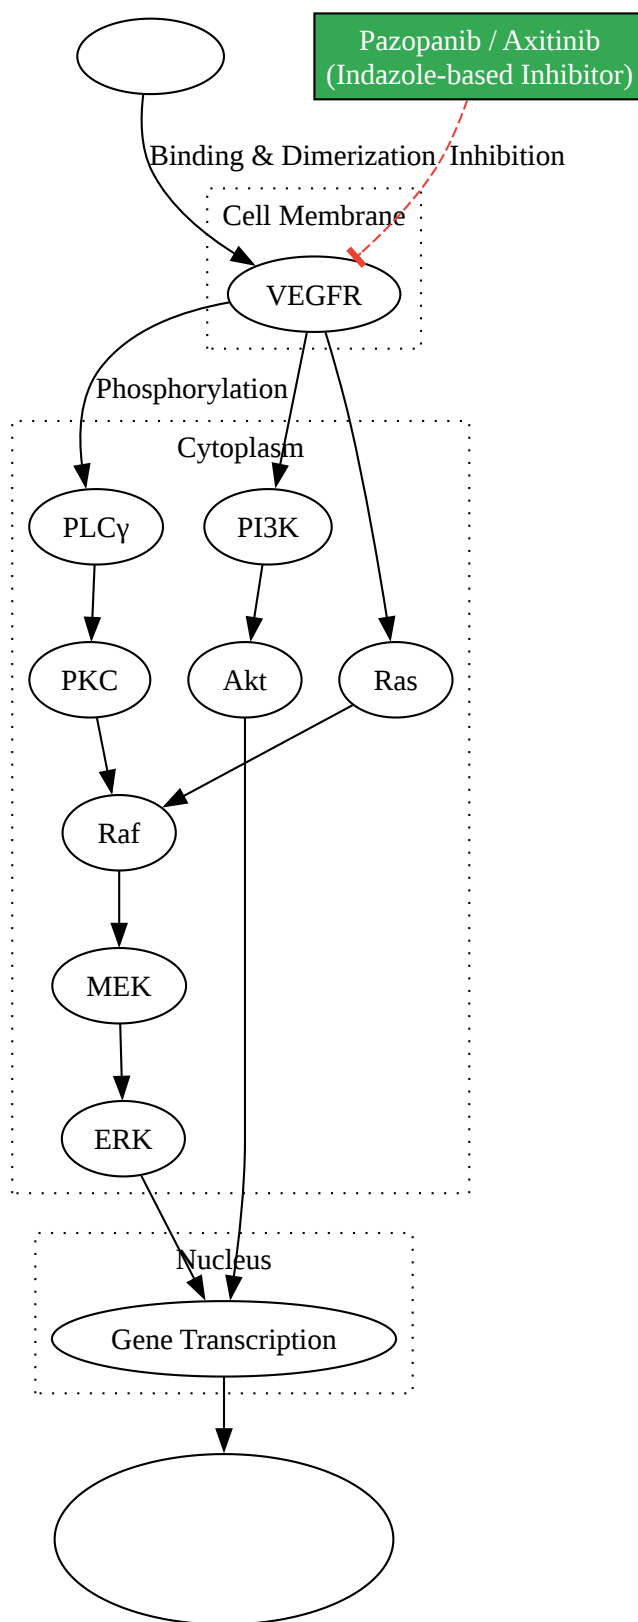 Pazopanib / Axitinib
(Indazole-based Inhibitor)
Binding & Dimerization
Inhibition
Cell Membrane
VEGFR
Phosphorylation
Cytoplasm
PLCγ
PI3K
PKC
Akt
Ras
Raf
MEK
ERK
Nucleus
Gene Transcription